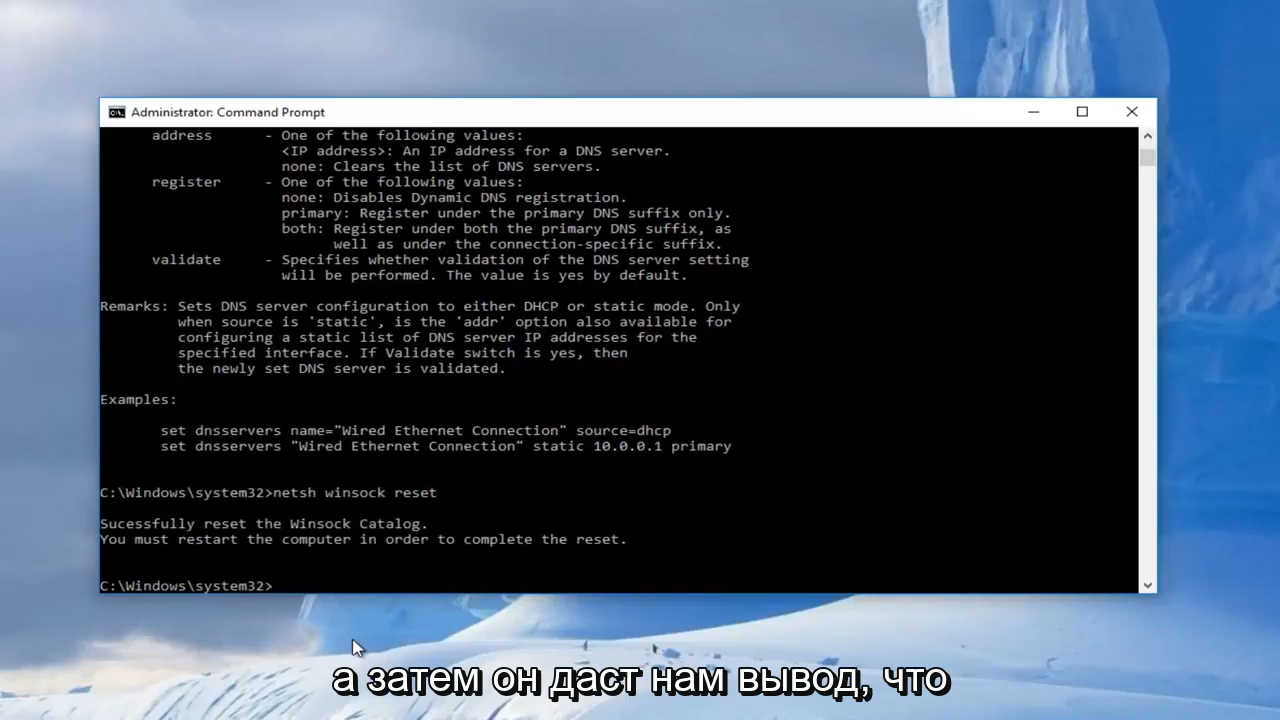 Administrator: Command Prompt
address - One of the following values:
<IP address>: An IP address for a DNS server.
none: Clears the list of DNS servers.
register - One of the following values:
none: Disables Dynamic DNS registration.
primary: Register under the primary DNS suffix only.
both: Register under both the primary DNS suffix, as
well as under the connection-specific suffix.
validate - Specifies whether validation of the DNS server setting
will be performed. The value is yes by default.
Remarks: Sets DNS server configuration to either DHCP or static mode. Only
when source is 'static', is the 'addr' option also available for
configuring a static list of DNS server IP addresses for the
specified interface. If Validate switch is yes, then
the newly set DNS server is validated.
Examples:
set dnsservers name="Wired Ethernet Connection" source=dhcp
set dnsservers "Wired Ethernet Connection" static 10.0.0.1 primary
C:\Windows\system32>netsh winsock reset
Sucessfully reset the Winsock Catalog.
You must restart the computer in order to complete the reset.
C:\Windows\system32>
а затем он даст нам вывод, что